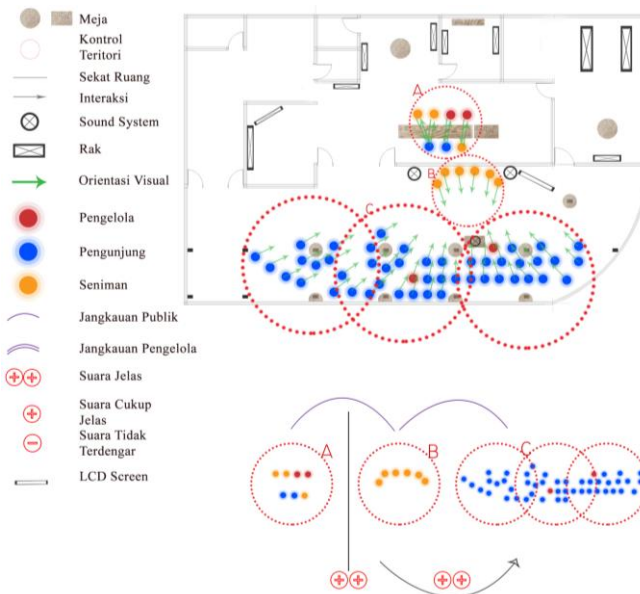 Meja
Kontrol
Teritori
Sekat Ruang
Interaksi
Sound System
Rak
Orientasi Visual
Pengelola
Pengunjung
Seniman
Jangkauan Publik
Jangkauan Pengelola
Suara Jelas
Suara Cukup
Jelas
Suara Tidak
Terdengar
LCD Screen
A
B
C
A
B
C